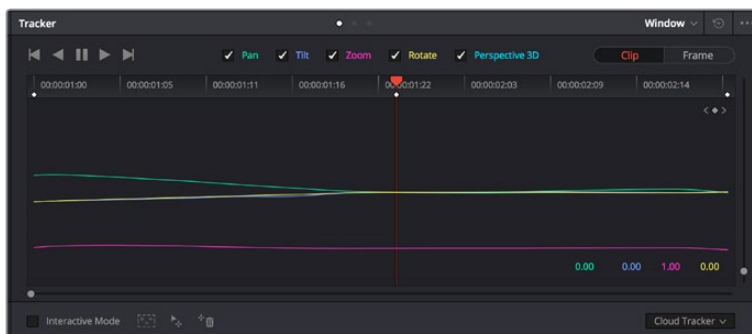 Tracker Window
Pan Tilt Zoom Rotate Perspective 3D Clip Frame
00:00:01:00 00:00:01:05 00:00:01:11 00:00:01:16 00:00:01:22 00:00:02:03 00:00:02:09 00:00:02:14
0.00 0.00 1.00 0.00
Interactive Mode Cloud Tracker